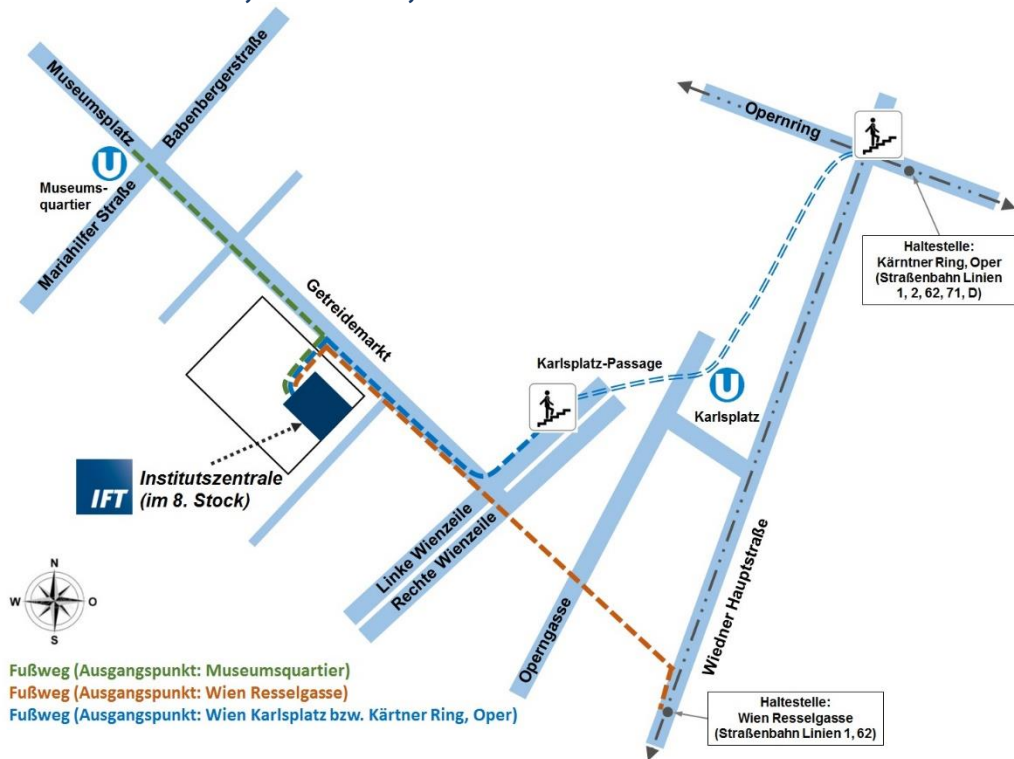 Museumsplatz
Babenbergerstraße
U
Museums-
quartier
Mariahilfer Straße
Getreidemarkt
Opernring
Haltestelle:
Kärntner Ring, Oper
(Straßenbahn Linien
1, 2, 62, 71, D)
Karlsplatz-Passage
U
Karlsplatz
IFT
Institutszentrale
(im 8. Stock)
Linke Wienzeile
Rechte Wienzeile
Operngasse
Wiedner Hauptstraße
N
W
O
S
Fußweg (Ausgangspunkt: Museumsquartier)
Fußweg (Ausgangspunkt: Wien Resselgasse)
Fußweg (Ausgangspunkt: Wien Karlsplatz bzw. Kärtner Ring, Oper)
Haltestelle:
Wien Resselgasse
(Straßenbahn Linien 1, 62)